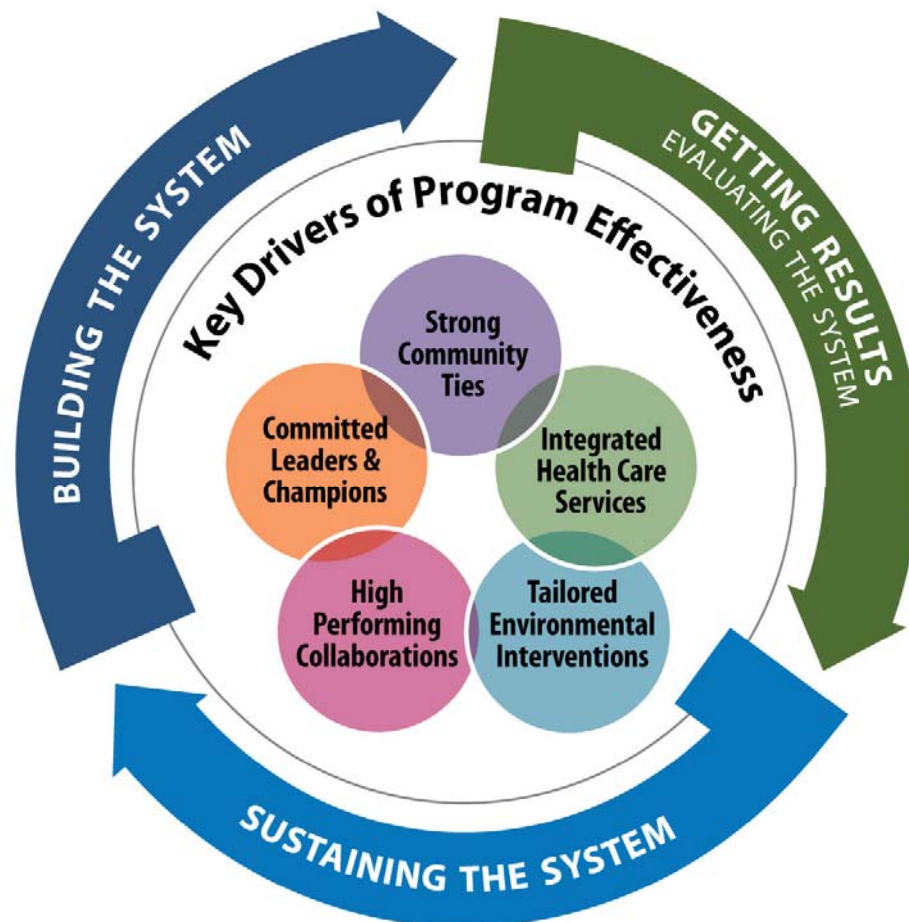 BUILDING THE SYSTEM
GETTING RESULTS
EVALUATING THE SYSTEM
SUSTAINING THE SYSTEM
Key Drivers of Program Effectiveness
Strong
Community
Ties
Committed
Leaders &
Champions
Integrated
Health Care
Services
High
Performing
Collaborations
Tailored
Environmental
Interventions